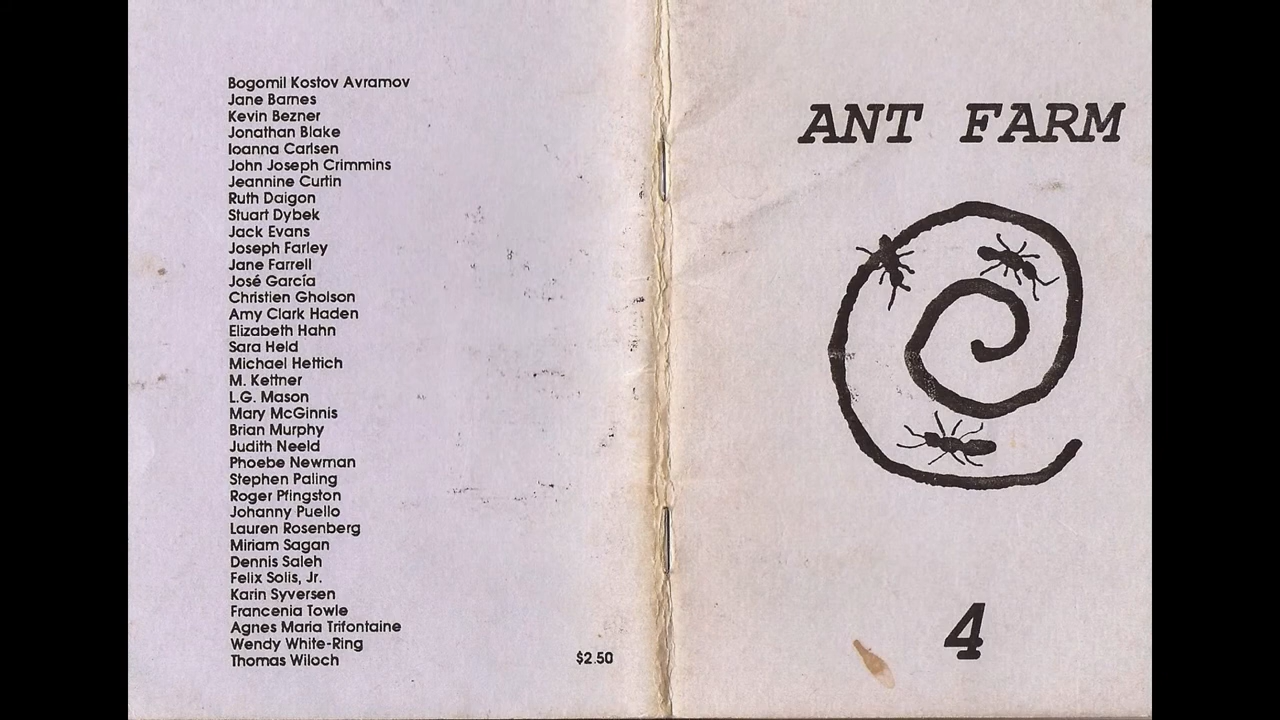 Bogomil Kostov Avramov
Jane Barnes
Kevin Bezner
Jonathan Blake
Ioanna Carlsen
John Joseph Crimmins
Jeannine Curtin
Ruth Daigon
Stuart Dybek
Jack Evans
Joseph Farley
Jane Farrell
José García
Christien Gholson
Amy Clark Haden
Elizabeth Hahn
Sara Held
Michael Hettich
M. Kettner
L.G. Mason
Mary McGinnis
Brian Murphy
Judith Neeld
Phoebe Newman
Stephen Paling
Roger Pfingston
Johanny Puello
Lauren Rosenberg
Miriam Sagan
Dennis Saleh
Felix Solis, Jr.
Karin Syversen
Francenia Towle
Agnes Maria Trifontaine
Wendy White-Ring
Thomas Wiloch
$2.50
ANT FARM
4